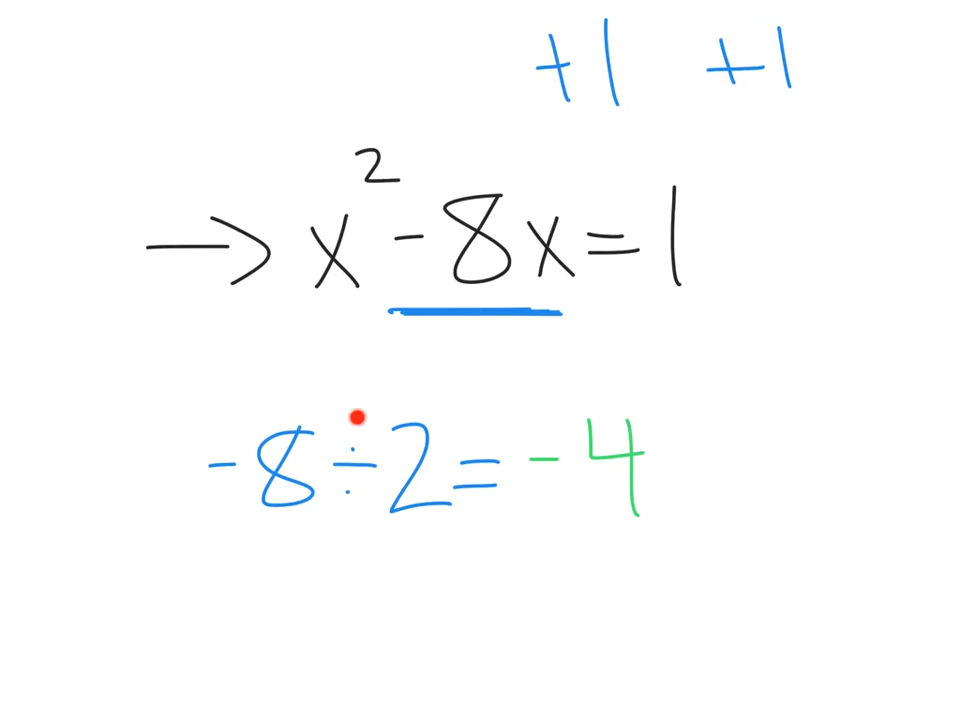 +1 +1
→ x² -8x=1
-8÷2=-4